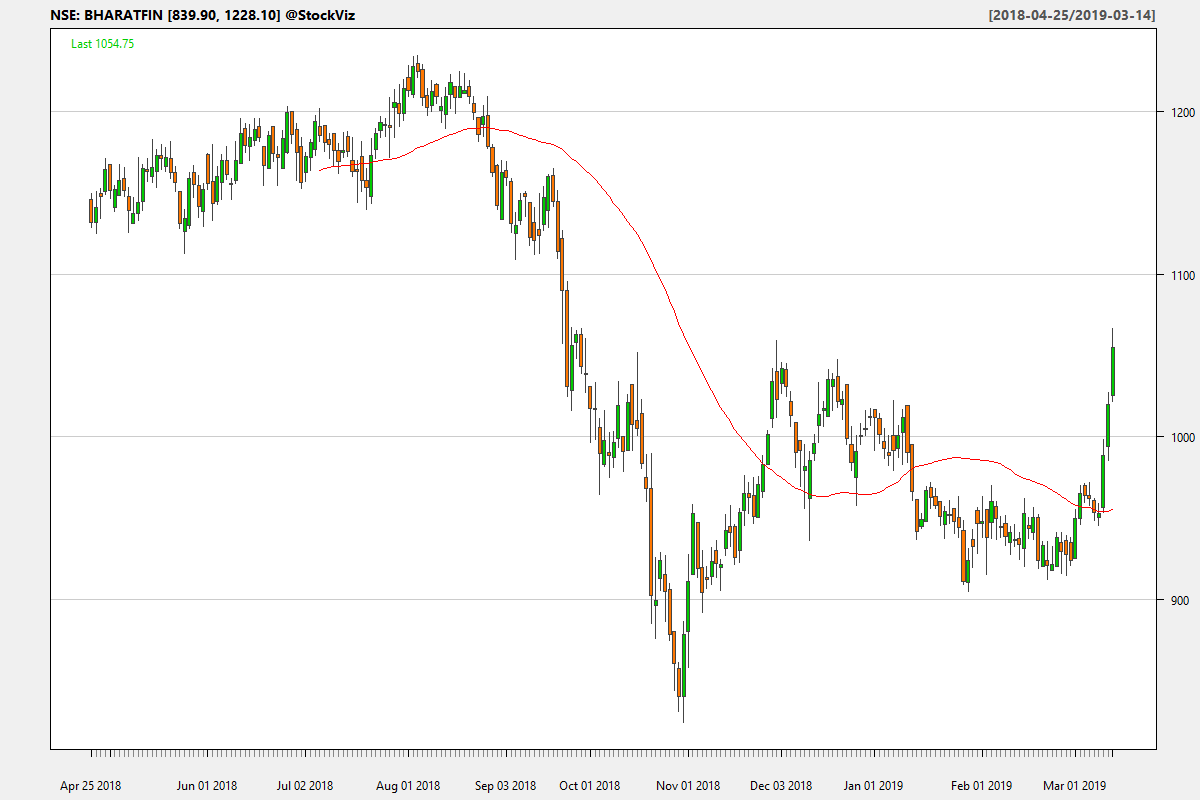 NSE: BHARATFIN [839.90, 1228.10] @StockViz [2018-04-25/2019-03-14]
Last 1054.75
1200
1100
1000
900
Apr 25 2018 Jun 01 2018 Jul 02 2018 Aug 01 2018 Sep 03 2018 Oct 01 2018 Nov 01 2018 Dec 03 2018 Jan 01 2019 Feb 01 2019 Mar 01 2019